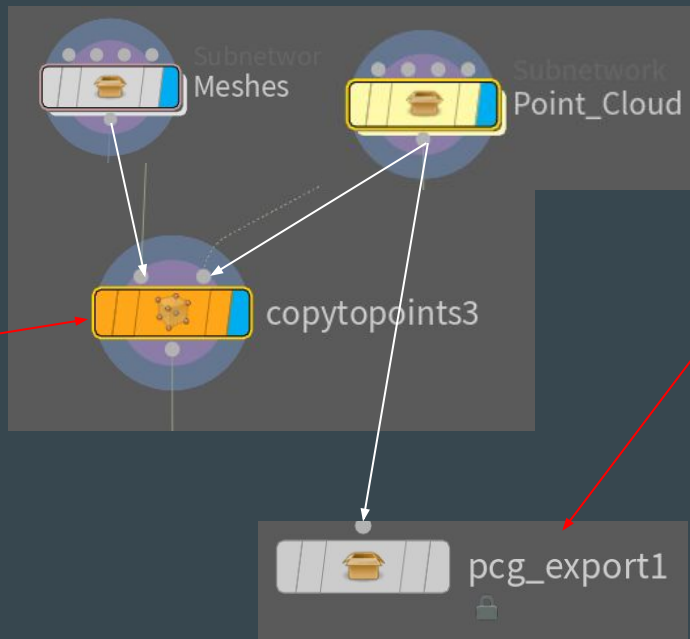 Subnetwor
Meshes
Subnetwork
Point_Cloud
copytopoints3
pcg_export1